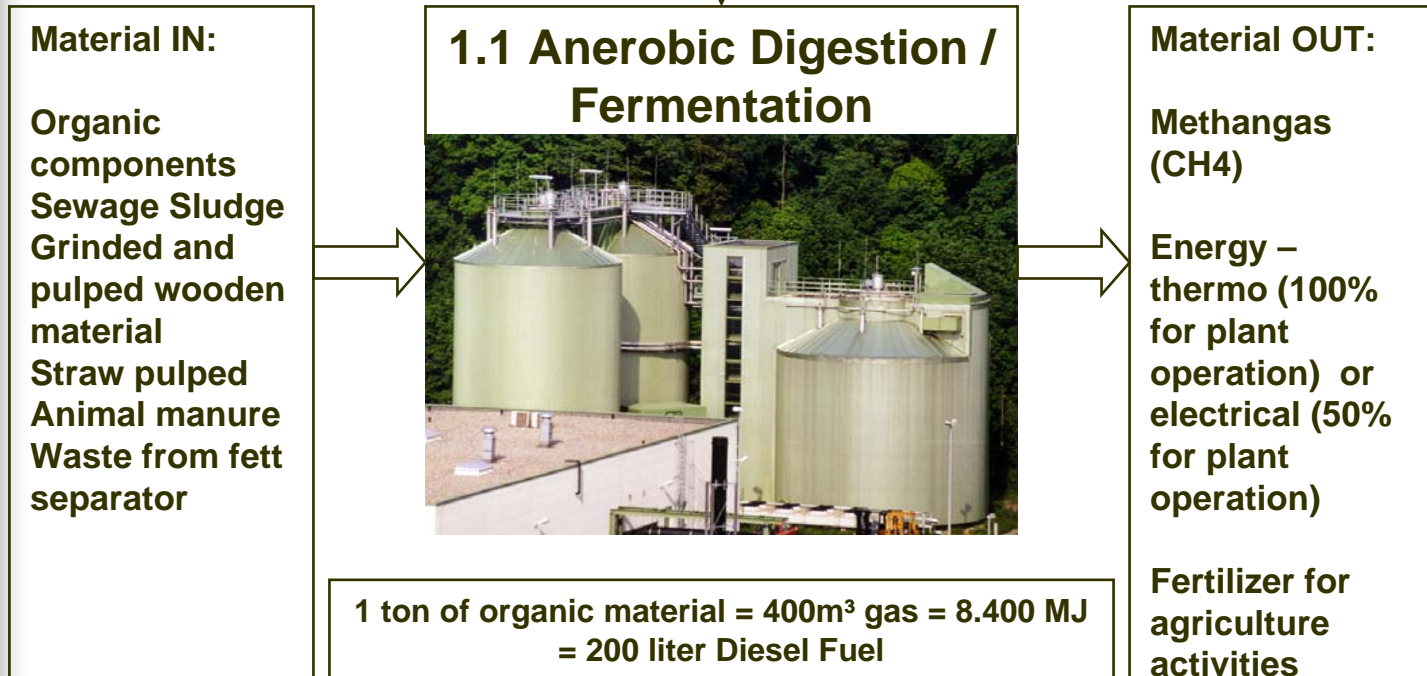 Material IN:
Organic
components
Sewage Sludge
Grinded and
pulped wooden
material
Straw pulped
Animal manure
Waste from fett
separator
1.1 Anerobic Digestion /
Fermentation
1 ton of organic material = 400m³ gas = 8.400 MJ
= 200 liter Diesel Fuel
Material OUT:
Methangas
(CH4)
Energy –
thermo (100%
for plant
operation) or
electrical (50%
for plant
operation)
Fertilizer for
agriculture
activities